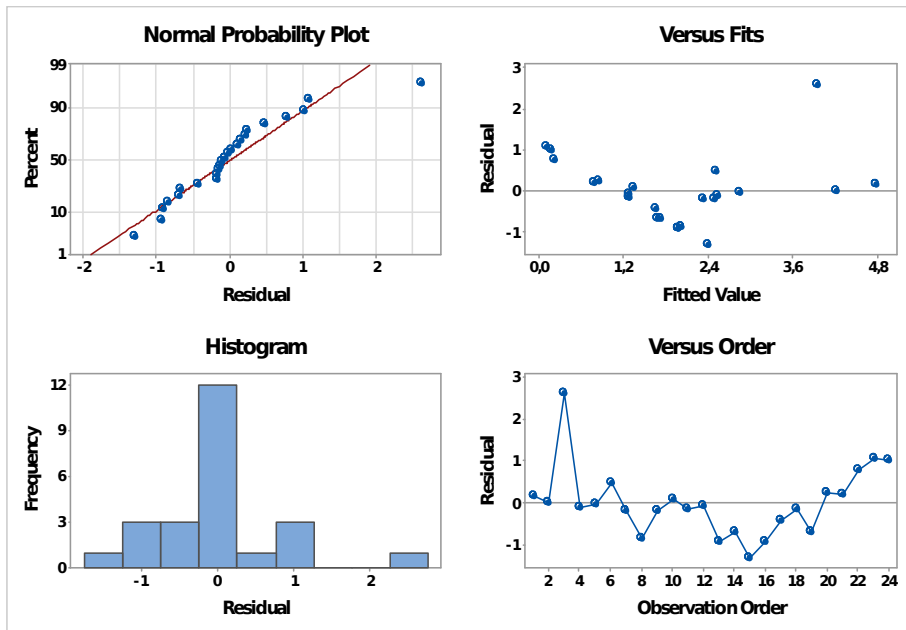 Normal Probability Plot
99
90
50
10
1
Percent
-2 -1 0 1 2
Residual
Versus Fits
3
2
1
0
-1
Residual
0,0 1,2 2,4 3,6 4,8
Fitted Value
Histogram
12
9
6
3
0
Frequency
-1 0 1 2
Residual
Versus Order
3
2
1
0
-1
Residual
2 4 6 8 10 12 14 16 18 20 22 24
Observation Order